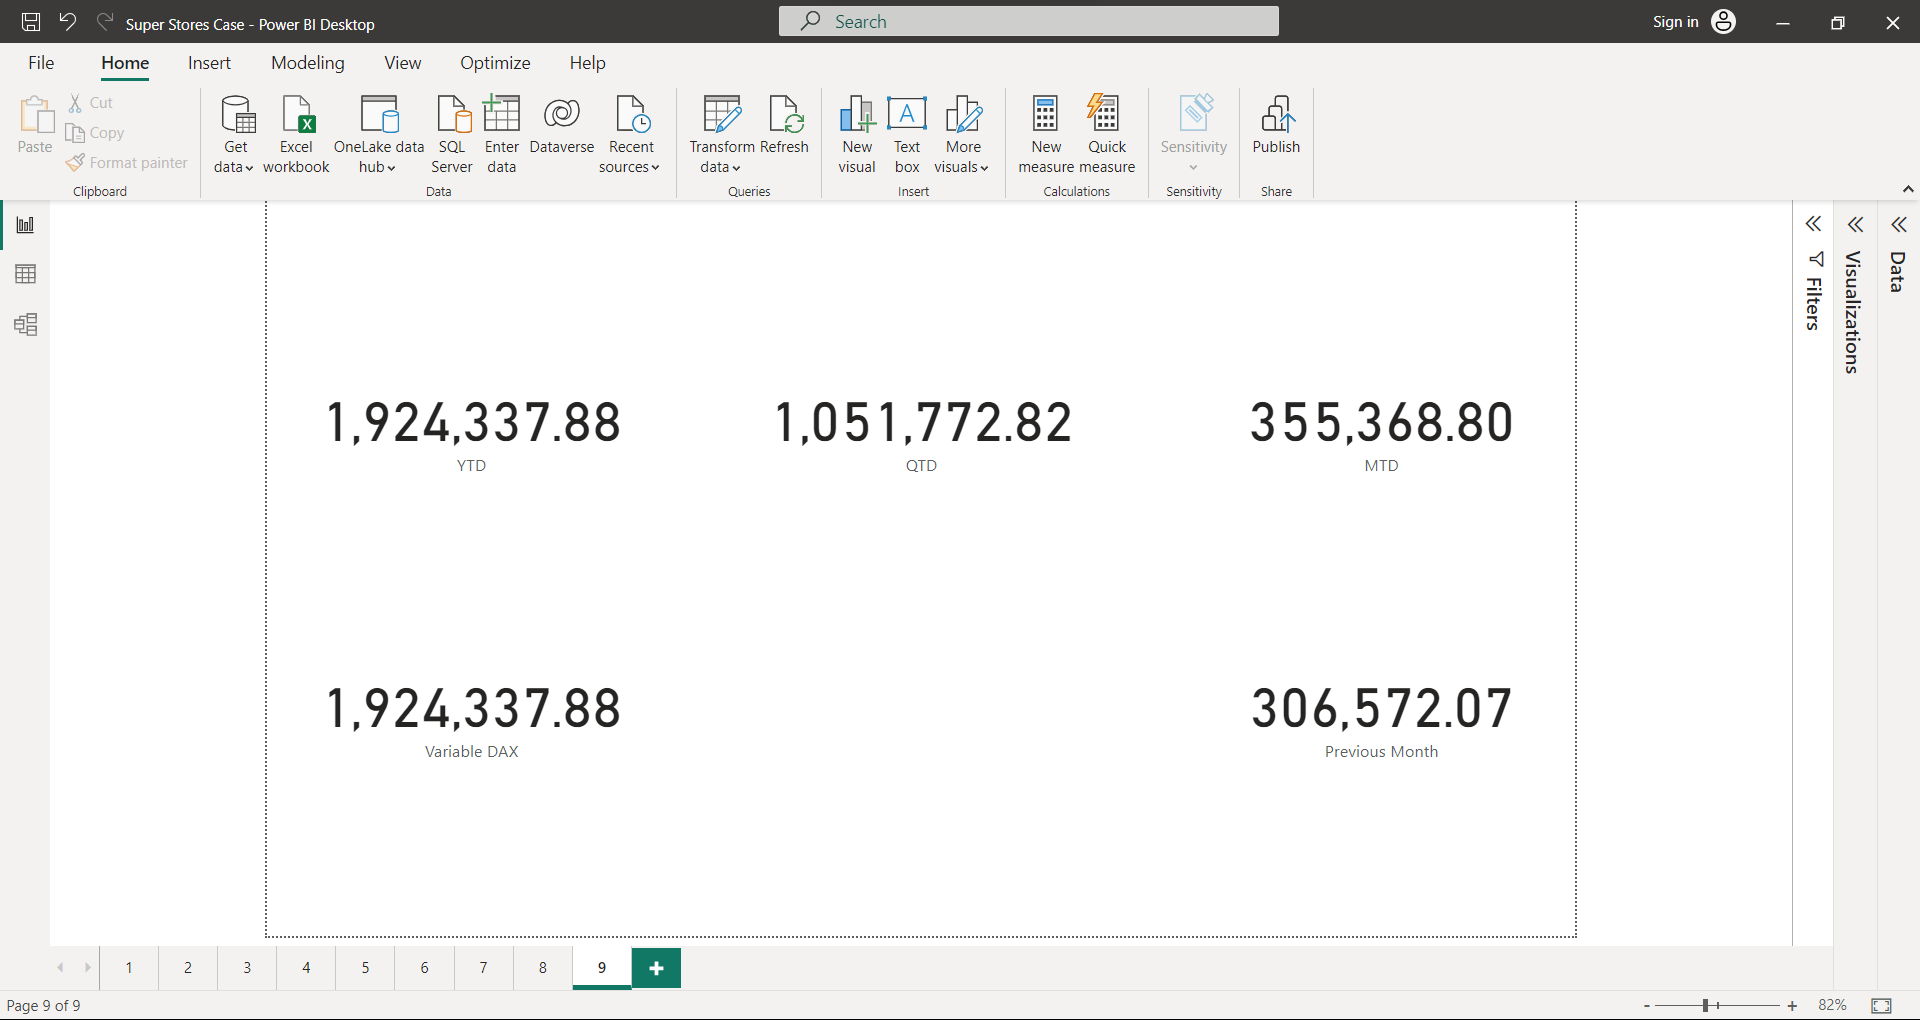 Super Stores Case - Power BI Desktop
Search
Sign in
File Home Insert Modeling View Optimize Help
Paste
Cut
Copy
Format painter
Clipboard
Get data
Excel workbook
OneLake data hub
SQL Server
Enter data
Dataverse
Recent sources
Data
Transform data
Refresh
Queries
New visual
A
Text box
More visuals
Insert
New measure
Quick measure
Calculations
Sensitivity
Sensitivity
Publish
Share
Filters
Visualizations
Data
1,924,337.88
YTD
1,051,772.82
QTD
355,368.80
MTD
1,924,337.88
Variable DAX
306,572.07
Previous Month
1 2 3 4 5 6 7 8 9 +
Page 9 of 9
- + 82%